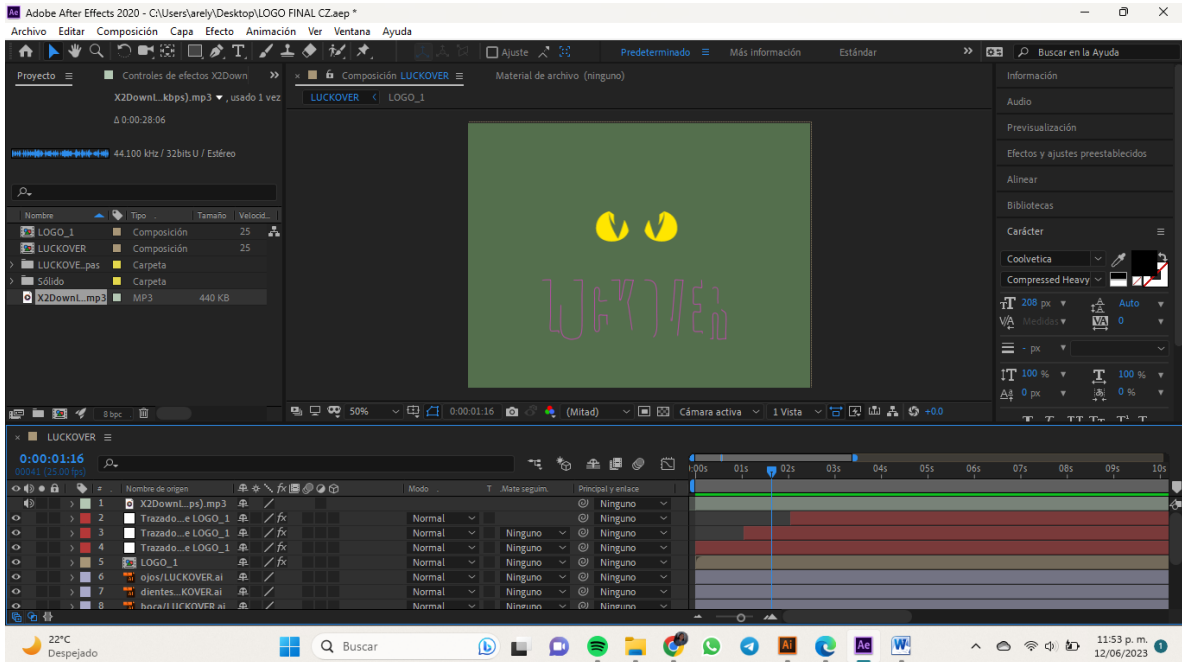 Adobe After Effects 2020 - C:\Users\arely\Desktop\LOGO FINAL CZ.aep *
Archivo Editar Composición Capa Efecto Animación Ver Ventana Ayuda
Ajuste Predeterminado Más información Estándar Buscar en la Ayuda
Proyecto Controles de efectos X2Down Composición LUCKOVER Material de archivo (ninguno)
X2Downl...kbps).mp3 , usado 1 vez
Δ 0:00:28:06
44.100 kHz / 32bits U / Estéreo
Nombre Tipo Tamaño Velocid...
LOGO_1 Composición 25
LUCKOVER Composición 25
LUCKOVE...pas Carpeta
Sólido Carpeta
X2Downl...mp3 MP3 440 KB
8 bpc
LUCKOVER LOGO_1
LUCKOVER
50% 0:00:01:16 (Mitad) Cámara activa 1 Vista +0.0
Información
Audio
Previsualización
Efectos y ajustes preestablecidos
Alinear
Bibliotecas
Carácter
Coolvetica
Compressed Heavy
208 px Auto
Medidas 0
- px
100 % 100 %
0 px 0 %
LUCKOVER
0:00:01:16
00041 (25.00 fps)
:00s 01s 02s 03s 04s 05s 06s 07s 08s 09s 10s
# Nombre de origen Modo T Mate seguim. Principal y enlace
1 X2Downl...ps).mp3 Ninguno
2 Trazado...e LOGO_1 Normal Ninguno
3 Trazado...e LOGO_1 Normal Ninguno Ninguno
4 Trazado...e LOGO_1 Normal Ninguno Ninguno
5 LOGO_1 Normal Ninguno Ninguno
6 ojos/LUCKOVER.ai Normal Ninguno Ninguno
7 dientes...KOVER.ai Normal Ninguno Ninguno
8 boca/LUCKOVER.ai Normal Ninguno Ninguno
22°C
Despejado
Buscar
11:53 p. m.
12/06/2023
1